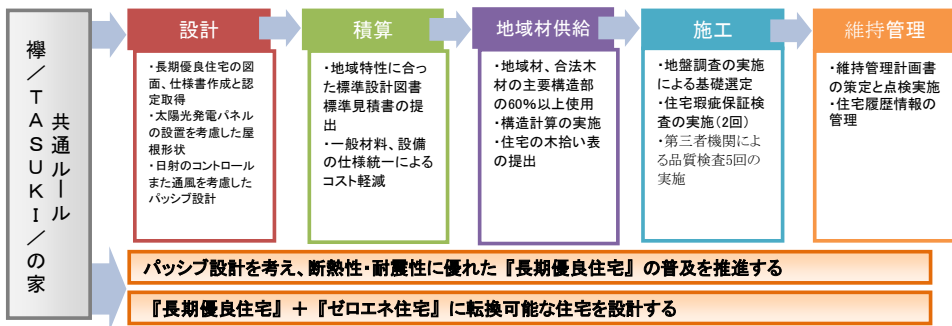 襷／TASUKI／の家
共通ルール
設計
・長期優良住宅の図
面、仕様書作成と認
定取得
・太陽光発電パネル
の設置を考慮した屋
根形状
・日射のコントロール
また通風を考慮した
パッシブ設計
積算
・地域特性に合っ
た標準設計図書
標準見積書の提
出
・一般材料、設備
の仕様統一による
コスト軽減
地域材供給
・地域材、合法
木材の主要構造部
の60%以上使用
・構造計算の実施
・住宅の木拾い表
の提出
施工
・地盤調査の実施
による基礎選定
・住宅瑕疵保証検
査の実施（2回）
・第三者機関によ
る品質検査5回の
実施
維持管理
・維持管理計画書
の策定と点検実施
・住宅履歴情報の
管理
パッシブ設計を考え、断熱性・耐震性に優れた『長期優良住宅』の普及を推進する
『長期優良住宅』＋『ゼロエネ住宅』に転換可能な住宅を設計する